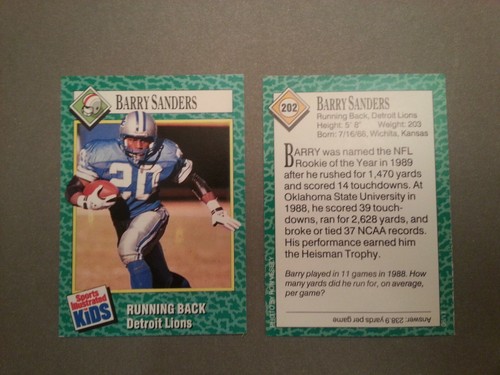 BARRY SANDERS
20
Sports Illustrated
KIDS
RUNNING BACK
Detroit Lions
202
BARRY SANDERS
Running Back, Detroit Lions
Height: 5' 8" Weight: 203
Born: 7/16/68, Wichita, Kansas
BARRY was named the NFL
Rookie of the Year in 1989
after he rushed for 1,470 yards
and scored 14 touchdowns. At
Oklahoma State University in
1988, he scored 39 touch-
downs, ran for 2,628 yards, and
broke or tied 37 NCAA records.
His performance earned him
the Heisman Trophy.
Barry played in 11 games in 1988. How
many yards did he run for, on average,
per game?
Answer: 238.9 yards per game